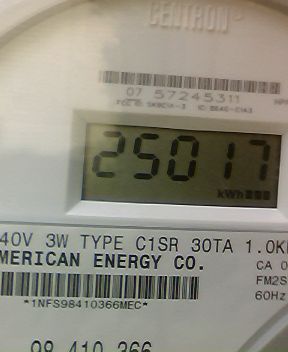 CENTRON
07 57245311
25017
kWh
40V 3W TYPE C1SR 30TA 1.0K
MERICAN ENERGY CO.
CA 0
FM2S
*1NFS98410366MEC*
60Hz
98 410 366